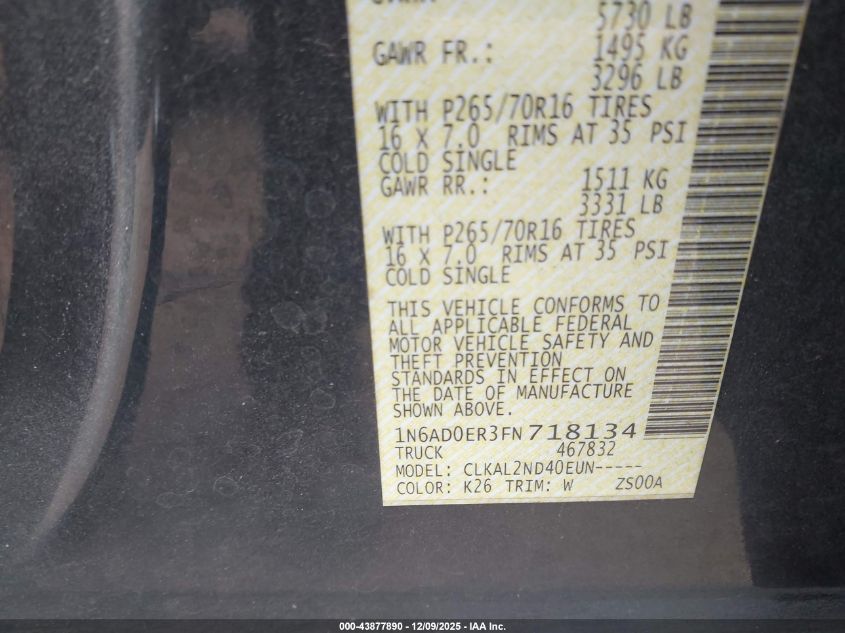 5730 LB
GAWR FR.: 1495 KG
3296 LB
WITH P265/70R16 TIRES
16 X 7.0 RIMS AT 35 PSI
COLD SINGLE
GAWR RR.: 1511 KG
3331 LB
WITH P265/70R16 TIRES
16 X 7.0 RIMS AT 35 PSI
COLD SINGLE
THIS VEHICLE CONFORMS TO
ALL APPLICABLE FEDERAL
MOTOR VEHICLE SAFETY AND
THEFT PREVENTION
STANDARDS IN EFFECT ON
THE DATE OF MANUFACTURE
SHOWN ABOVE.
1N6AD0ER3FN718134
TRUCK 467832
MODEL: CLKAL2ND40EUN-----
COLOR: K26 TRIM: W ZS00A
000-43877890 - 12/09/2025 - IAA Inc.